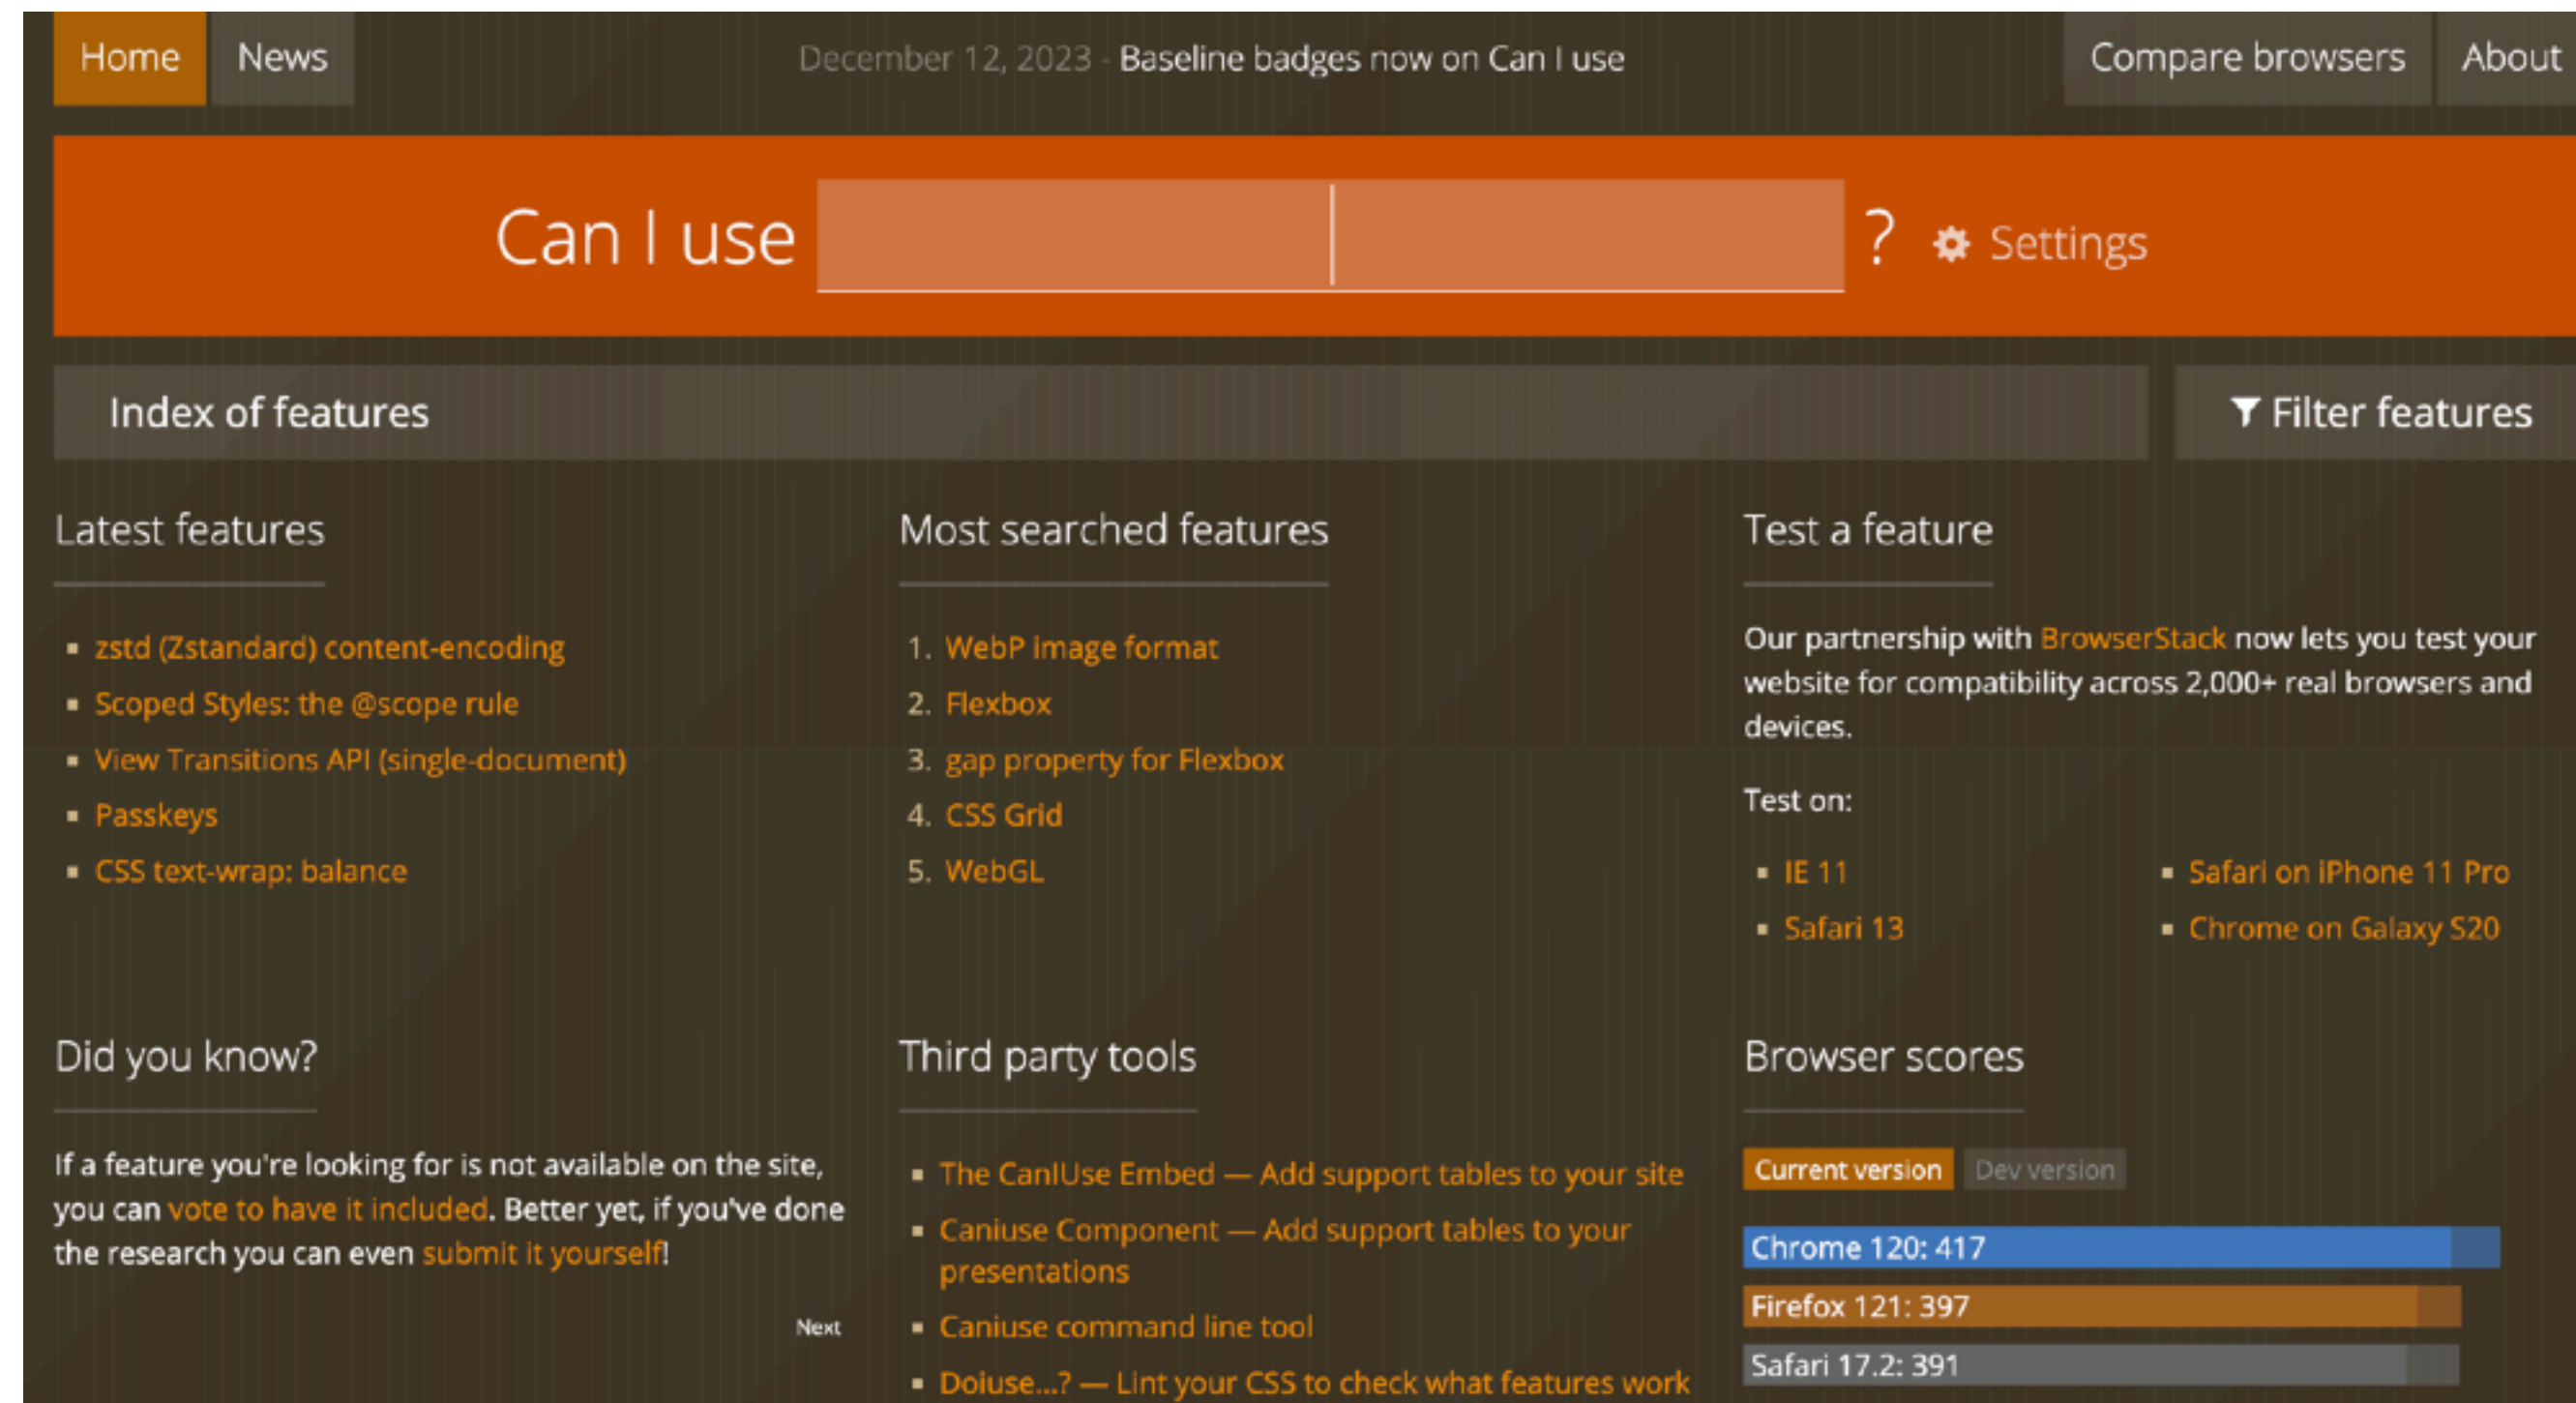 Home News December 12, 2023 - Baseline badges now on Can I use Compare browsers About
Can I use ? Settings
Index of features Filter features
Latest features
zstd (Zstandard) content-encoding
Scoped Styles: the @scope rule
View Transitions API (single-document)
Passkeys
CSS text-wrap: balance
Most searched features
1. WebP image format
2. Flexbox
3. gap property for Flexbox
4. CSS Grid
5. WebGL
Test a feature
Our partnership with BrowserStack now lets you test your
website for compatibility across 2,000+ real browsers and
devices.
Test on:
IE 11
Safari 13
Safari on iPhone 11 Pro
Chrome on Galaxy S20
Did you know?
If a feature you're looking for is not available on the site,
you can vote to have it included. Better yet, if you've done
the research you can even submit it yourself!
Next
Third party tools
The CanIUse Embed — Add support tables to your site
Caniuse Component — Add support tables to your
presentations
Caniuse command line tool
Doiuse...? — Lint your CSS to check what features work
Browser scores
Current version Dev version
Chrome 120: 417
Firefox 121: 397
Safari 17.2: 391